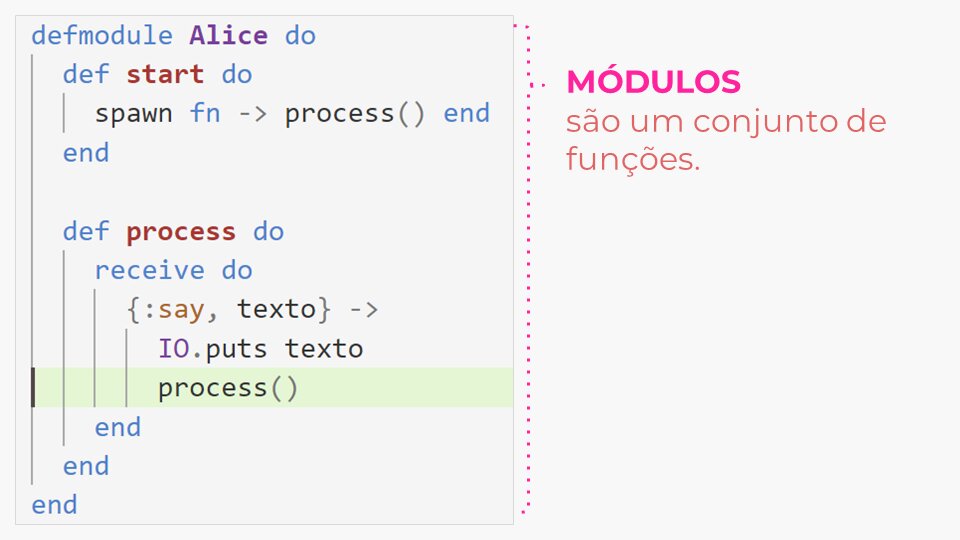 defmodule Alice do
def start do
spawn fn -> process() end
end
def process do
receive do
{:say, texto} ->
IO.puts texto
process()
end
end
end
MÓDULOS
são um conjunto de
funções.